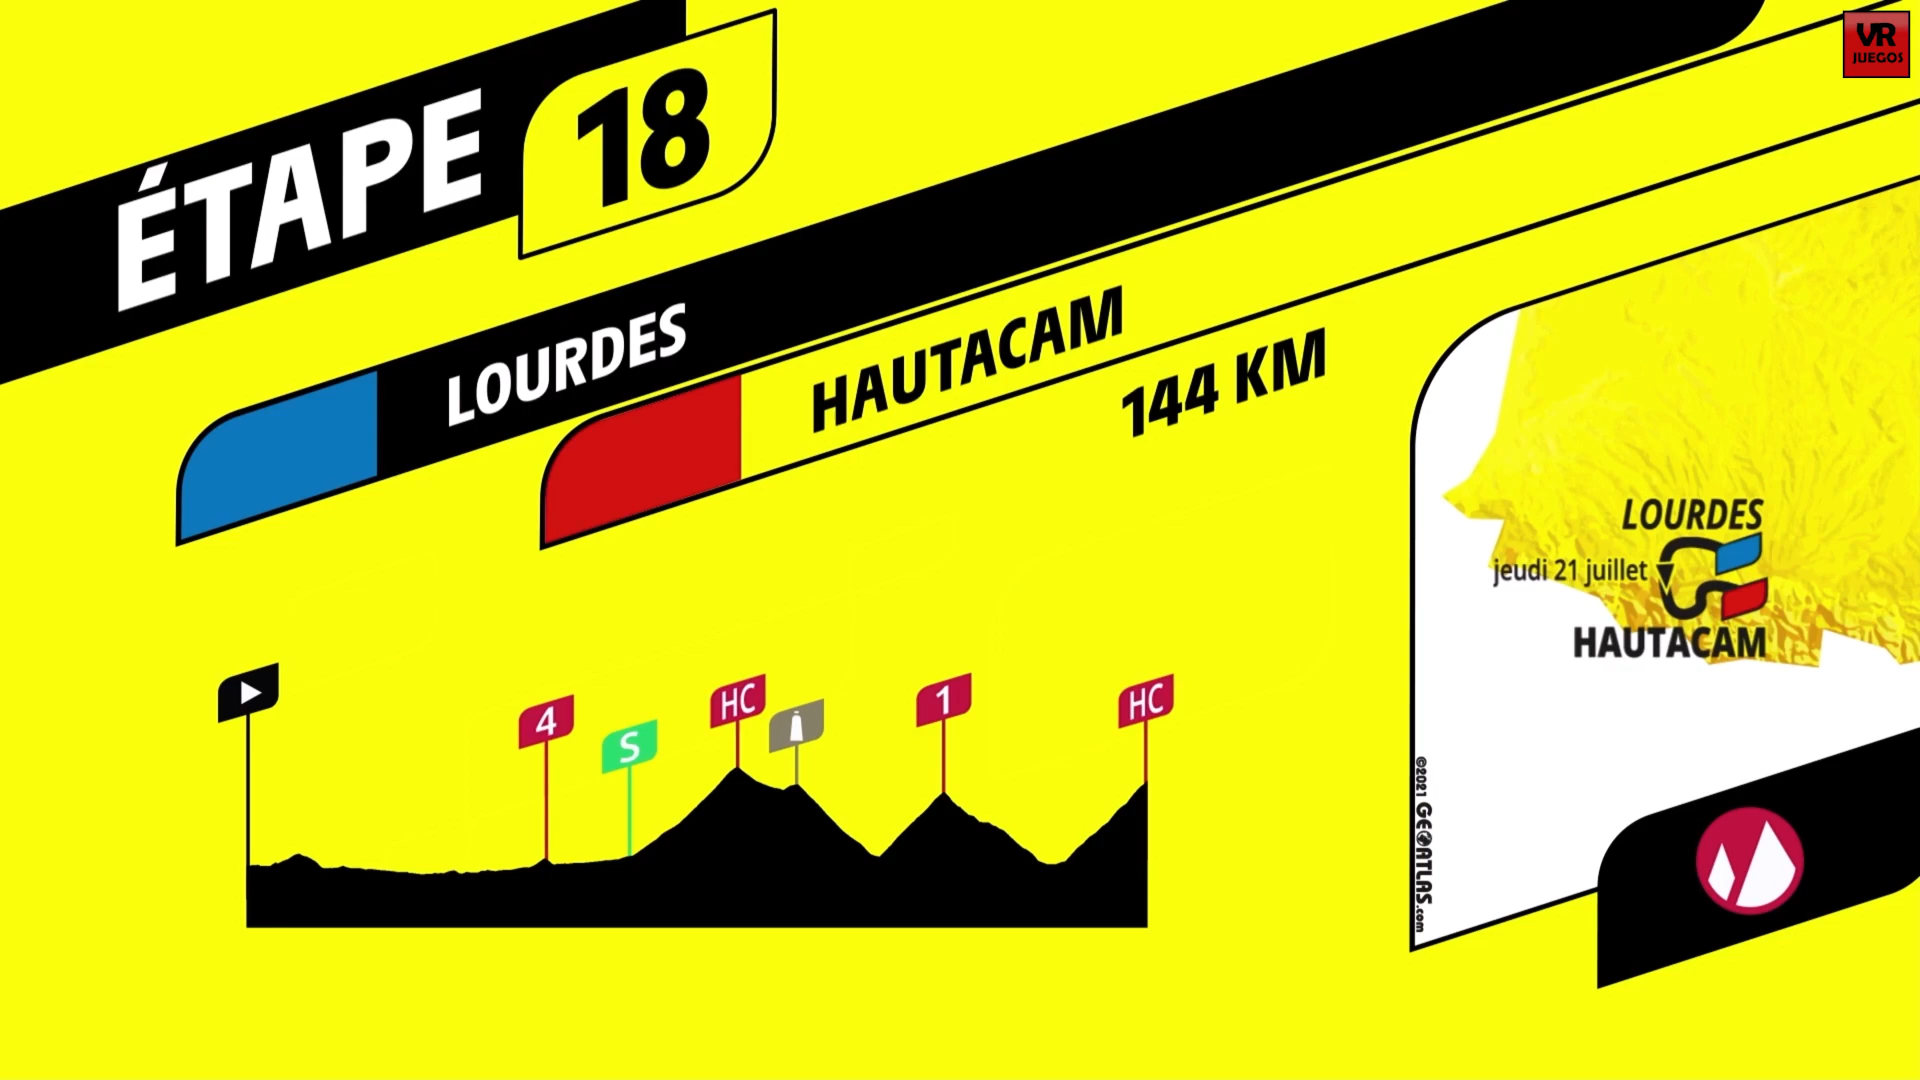 VR
JUEGOS
ÉTAPE 18
LOURDES
HAUTACAM
144 KM
LOURDES
jeudi 21 juillet
HAUTACAM
4
S
HC
1
HC
©2021 GEOATLAS.com